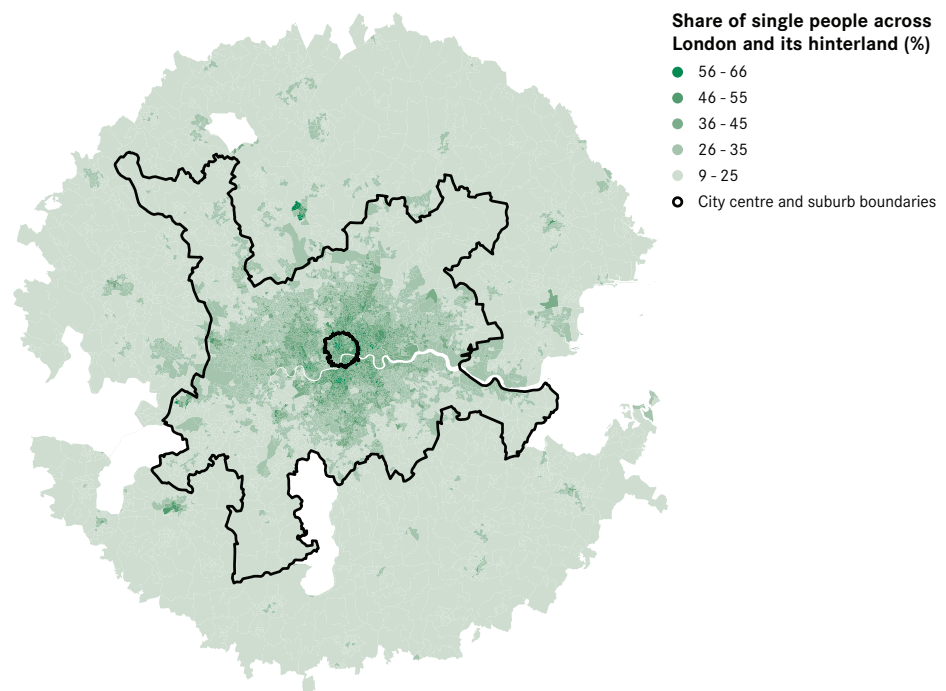 Share of single people across
London and its hinterland (%)
56 - 66
46 - 55
36 - 45
26 - 35
9 - 25
City centre and suburb boundaries